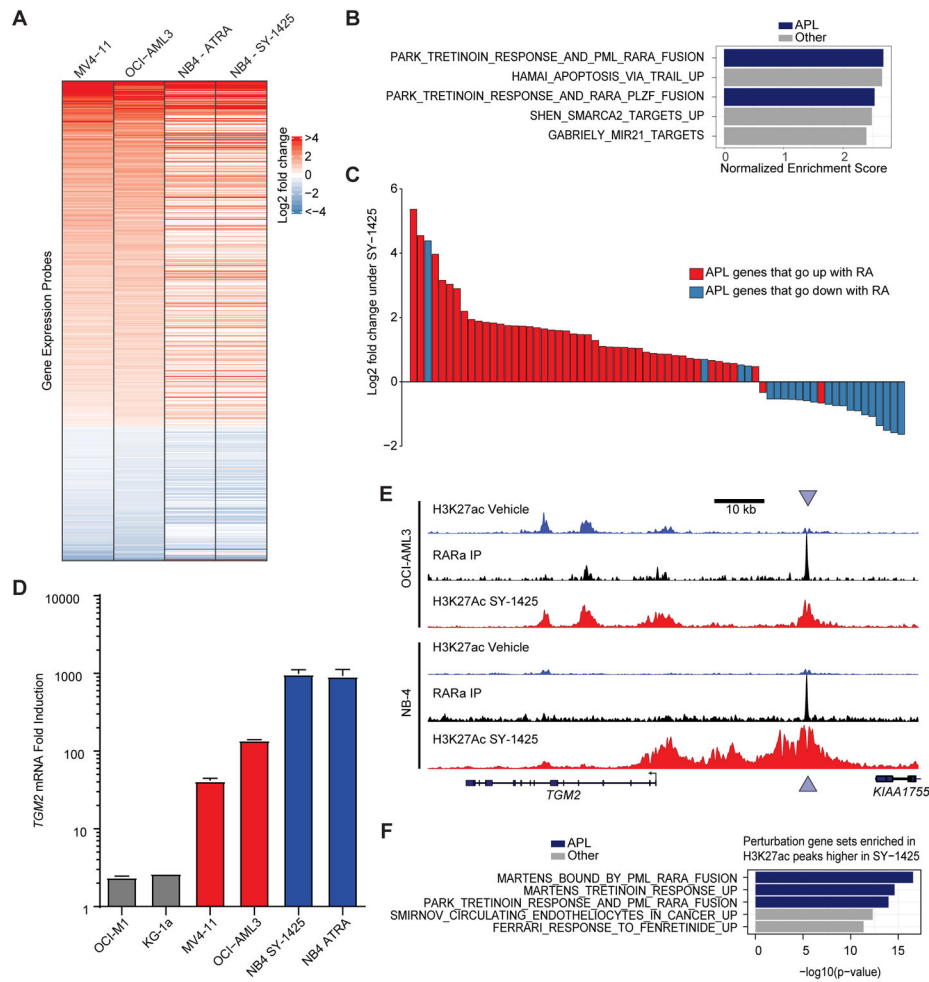 A
MV4-11
OCI-AML3
NB4 - ATRA
NB4 - SY-1425
Gene Expression Probes
Log2 fold change
>4
2
0
−2
<−4
B
APL
Other
PARK_TRETINOIN_RESPONSE_AND_PML_RARA_FUSION
HAMAI_APOPTOSIS_VIA_TRAIL_UP
PARK_TRETINOIN_RESPONSE_AND_RARA_PLZF_FUSION
SHEN_SMARCA2_TARGETS_UP
GABRIELY_MIR21_TARGETS
0 1 2
Normalized Enrichment Score
C
Log2 fold change under SY−1425
6
4
2
0
−2
APL genes that go up with RA
APL genes that go down with RA
D
TGM2 mRNA Fold Induction
10000
1000
100
10
1
OCI-M1
KG-1a
MV4-11
OCI-AML3
NB4 SY-1425
NB4 ATRA
E
10 kb
OCI-AML3
H3K27ac Vehicle
RARa IP
H3K27Ac SY-1425
NB-4
H3K27ac Vehicle
RARa IP
H3K27Ac SY-1425
TGM2
KIAA1755
F
APL
Other
Perturbation gene sets enriched in
H3K27ac peaks higher in SY-1425
MARTENS_BOUND_BY_PML_RARA_FUSION
MARTENS_TRETINOIN_RESPONSE_UP
PARK_TRETINOIN_RESPONSE_AND_PML_RARA_FUSION
SMIRNOV_CIRCULATING_ENDOTHELIOCYTES_IN_CANCER_UP
FERRARI_RESPONSE_TO_FENRETINIDE_UP
0 5 10 15
−log10(p−value)